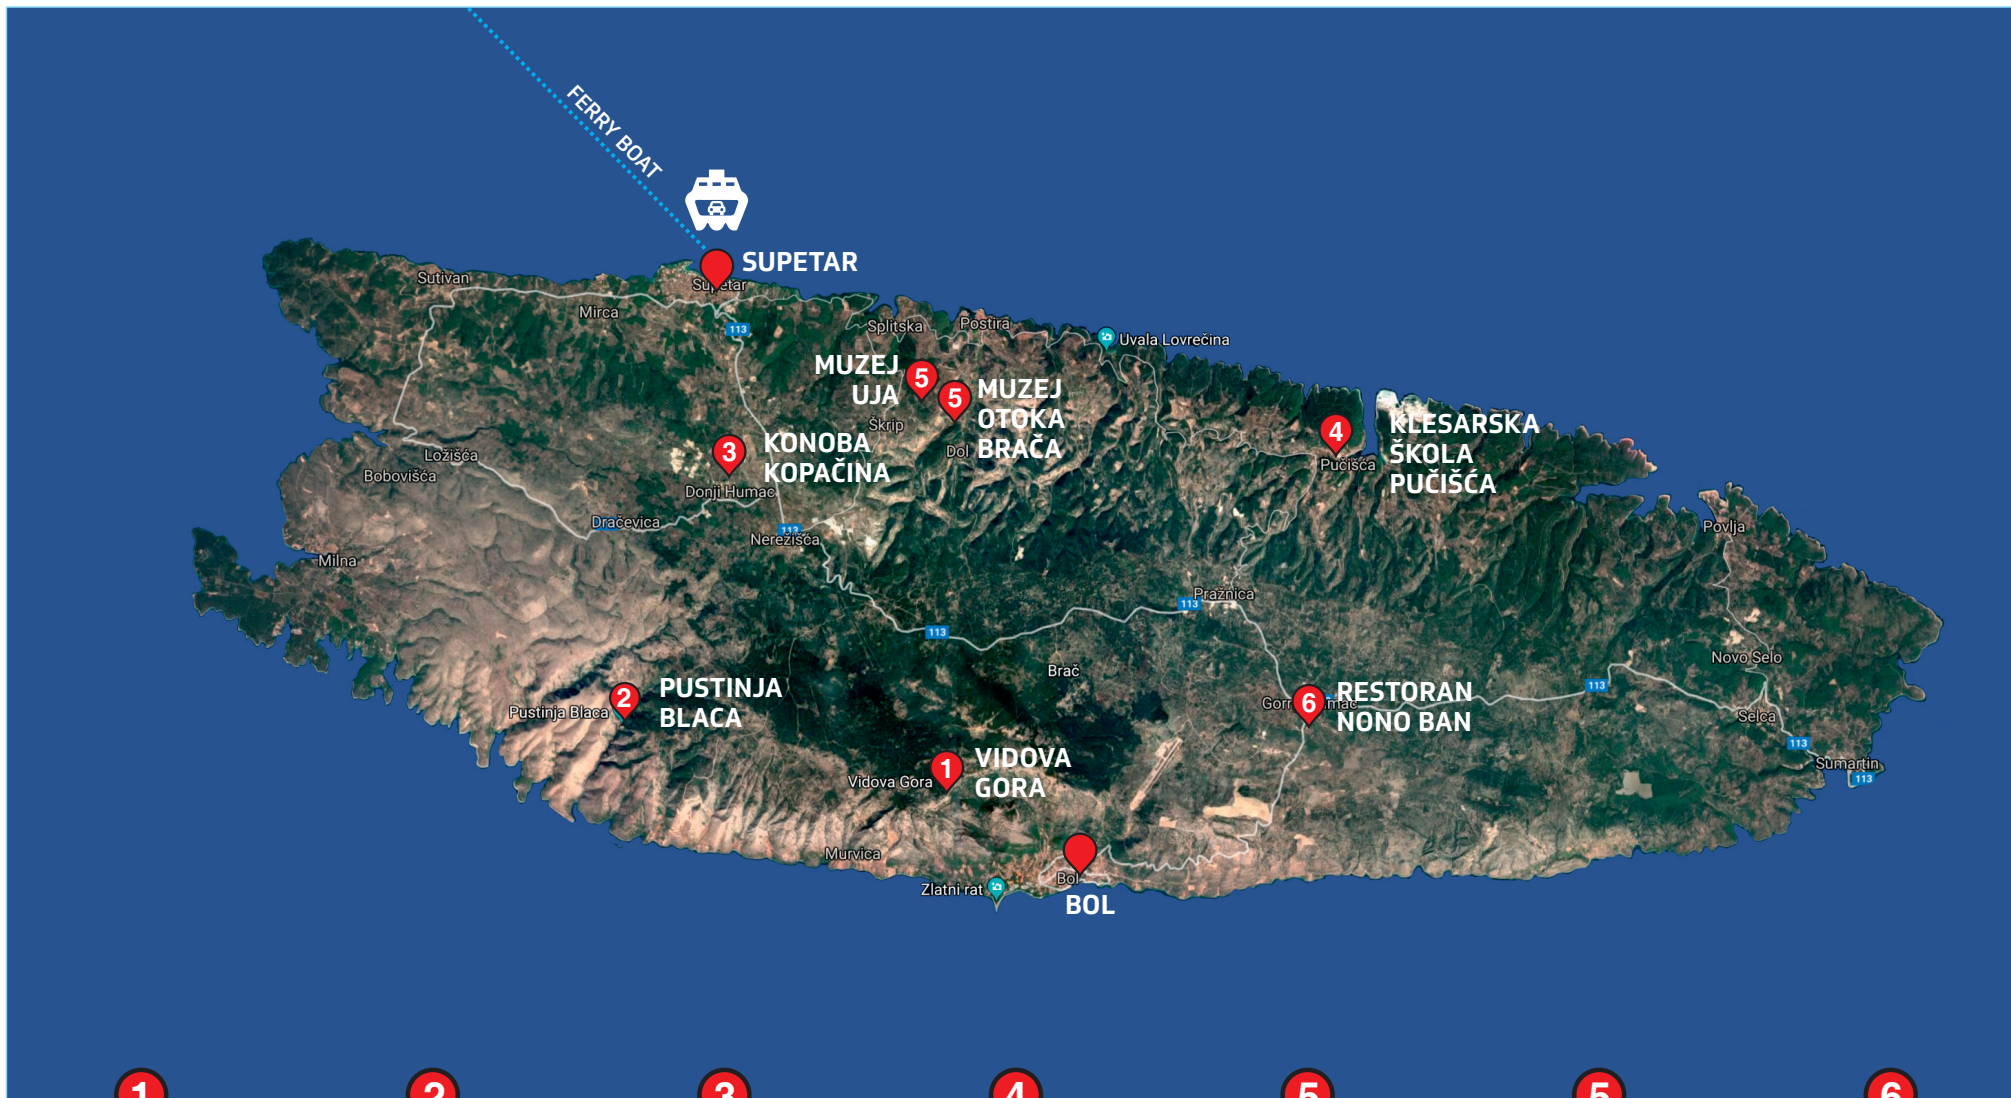 FERRY BOAT
SUPETAR
Supetar
Sutivan
Mirca
113
Splitska
Postira
Uvala Lovrečina
MUZEJ
UJA
5
5
MUZEJ
OTOKA
BRAČA
Škrip
Dol
3
KONOBA
KOPAČINA
Donji Humac
4
KLESARSKA
ŠKOLA
PUČIŠĆA
Pučišća
Ložišća
Bobovišća
Dračevica
113
Nerežišća
Povlja
Milna
Pražnica
113
113
Brač
Novo Selo
2
PUSTINJA
BLACA
Pustinja Blaca
6
RESTORAN
NONO BAN
113
Selca
113
Sumartin
113
1
VIDOVA
GORA
Vidova Gora
Murvica
Zlatni rat
Bol
BOL
1
2
3
4
5
5
6